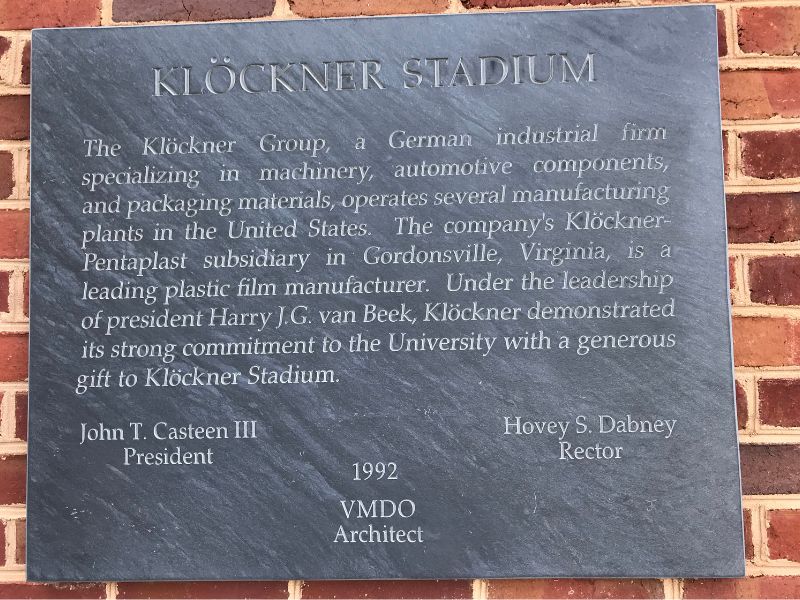 KLÖCKNER STADIUM
The Klöckner Group, a German industrial firm
specializing in machinery, automotive components,
and packaging materials, operates several manufacturing
plants in the United States. The company's Klöckner-
Pentaplast subsidiary in Gordonsville, Virginia, is a
leading plastic film manufacturer. Under the leadership
of president Harry J.G. van Beek, Klöckner demonstrated
its strong commitment to the University with a generous
gift to Klöckner Stadium.
John T. Casteen III
President
Hovey S. Dabney
Rector
1992
VMDO
Architect